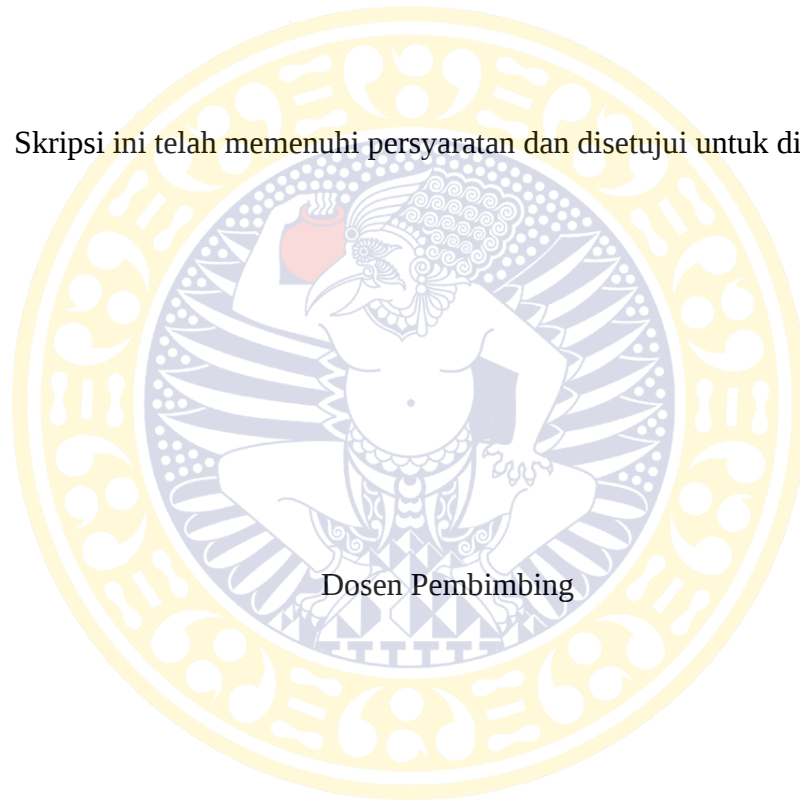 Skripsi ini telah memenuhi persyaratan dan disetujui untuk di
Dosen Pembimbing